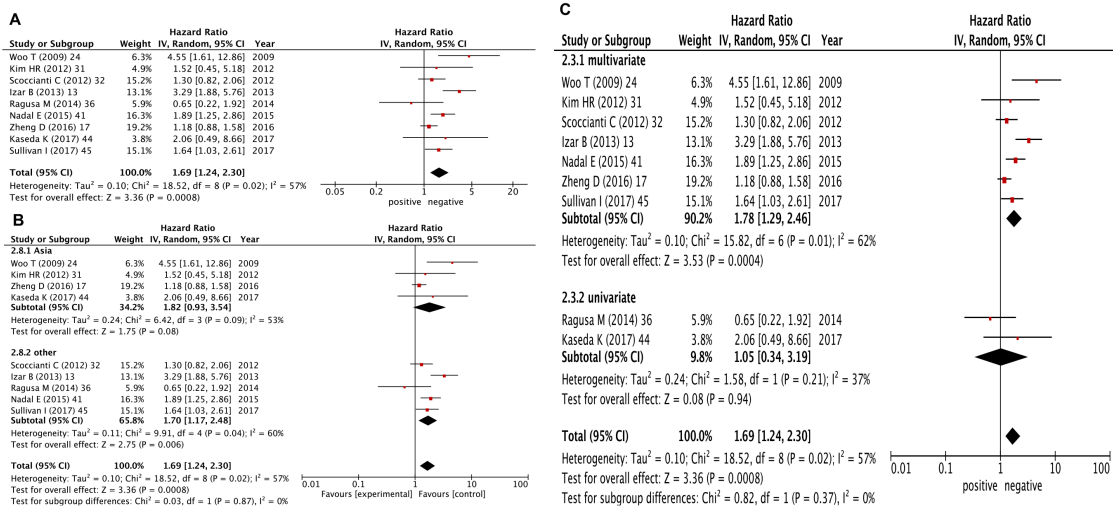 A
Hazard Ratio Hazard Ratio
Study or Subgroup Weight IV, Random, 95% CI Year IV, Random, 95% CI
Woo T (2009) 24 6.3% 4.55 [1.61, 12.86] 2009
Kim HR (2012) 31 4.9% 1.52 [0.45, 5.18] 2012
Scoccianti C (2012) 32 15.2% 1.30 [0.82, 2.06] 2012
Izar B (2013) 13 13.1% 3.29 [1.88, 5.76] 2013
Ragusa M (2014) 36 5.9% 0.65 [0.22, 1.92] 2014
Nadal E (2015) 41 16.3% 1.89 [1.25, 2.86] 2015
Zheng D (2016) 17 19.2% 1.18 [0.88, 1.58] 2016
Kaseda K (2017) 44 3.8% 2.06 [0.49, 8.66] 2017
Sullivan I (2017) 45 15.1% 1.64 [1.03, 2.61] 2017
Total (95% CI) 100.0% 1.69 [1.24, 2.30]
Heterogeneity: Tau² = 0.10; Chi² = 18.52, df = 8 (P = 0.02); I² = 57%
Test for overall effect: Z = 3.36 (P = 0.0008)
0.05 0.2 1 5 20
positive negative
B
Hazard Ratio Hazard Ratio
Study or Subgroup Weight IV, Random, 95% CI Year IV, Random, 95% CI
2.8.1 Asia
Woo T (2009) 24 6.3% 4.55 [1.61, 12.86] 2009
Kim HR (2012) 31 4.9% 1.52 [0.45, 5.18] 2012
Zheng D (2016) 17 19.2% 1.18 [0.88, 1.58] 2016
Kaseda K (2017) 44 3.8% 2.06 [0.49, 8.66] 2017
Subtotal (95% CI) 34.2% 1.82 [0.93, 3.54]
Heterogeneity: Tau² = 0.24; Chi² = 6.42, df = 3 (P = 0.09); I² = 53%
Test for overall effect: Z = 1.75 (P = 0.08)
2.8.2 other
Scoccianti C (2012) 32 15.2% 1.30 [0.82, 2.06] 2012
Izar B (2013) 13 13.1% 3.29 [1.88, 5.76] 2013
Ragusa M (2014) 36 5.9% 0.65 [0.22, 1.92] 2014
Nadal E (2015) 41 16.3% 1.89 [1.25, 2.86] 2015
Sullivan I (2017) 45 15.1% 1.64 [1.03, 2.61] 2017
Subtotal (95% CI) 65.8% 1.70 [1.17, 2.48]
Heterogeneity: Tau² = 0.11; Chi² = 9.91, df = 4 (P = 0.04); I² = 60%
Test for overall effect: Z = 2.75 (P = 0.006)
Total (95% CI) 100.0% 1.69 [1.24, 2.30]
Heterogeneity: Tau² = 0.10; Chi² = 18.52, df = 8 (P = 0.02); I² = 57%
Test for overall effect: Z = 3.36 (P = 0.0008)
Test for subgroup differences: Chi² = 0.03, df = 1 (P = 0.87), I² = 0%
0.01 0.1 1 10 100
Favours [experimental] Favours [control]
C
Hazard Ratio Hazard Ratio
Study or Subgroup Weight IV, Random, 95% CI Year IV, Random, 95% CI
2.3.1 multivariate
Woo T (2009) 24 6.3% 4.55 [1.61, 12.86] 2009
Kim HR (2012) 31 4.9% 1.52 [0.45, 5.18] 2012
Scoccianti C (2012) 32 15.2% 1.30 [0.82, 2.06] 2012
Izar B (2013) 13 13.1% 3.29 [1.88, 5.76] 2013
Nadal E (2015) 41 16.3% 1.89 [1.25, 2.86] 2015
Zheng D (2016) 17 19.2% 1.18 [0.88, 1.58] 2016
Sullivan I (2017) 45 15.1% 1.64 [1.03, 2.61] 2017
Subtotal (95% CI) 90.2% 1.78 [1.29, 2.46]
Heterogeneity: Tau² = 0.10; Chi² = 15.82, df = 6 (P = 0.01); I² = 62%
Test for overall effect: Z = 3.53 (P = 0.0004)
2.3.2 univariate
Ragusa M (2014) 36 5.9% 0.65 [0.22, 1.92] 2014
Kaseda K (2017) 44 3.8% 2.06 [0.49, 8.66] 2017
Subtotal (95% CI) 9.8% 1.05 [0.34, 3.19]
Heterogeneity: Tau² = 0.24; Chi² = 1.58, df = 1 (P = 0.21); I² = 37%
Test for overall effect: Z = 0.08 (P = 0.94)
Total (95% CI) 100.0% 1.69 [1.24, 2.30]
Heterogeneity: Tau² = 0.10; Chi² = 18.52, df = 8 (P = 0.02); I² = 57%
Test for overall effect: Z = 3.36 (P = 0.0008)
Test for subgroup differences: Chi² = 0.82, df = 1 (P = 0.37), I² = 0%
0.01 0.1 1 10 100
positive negative